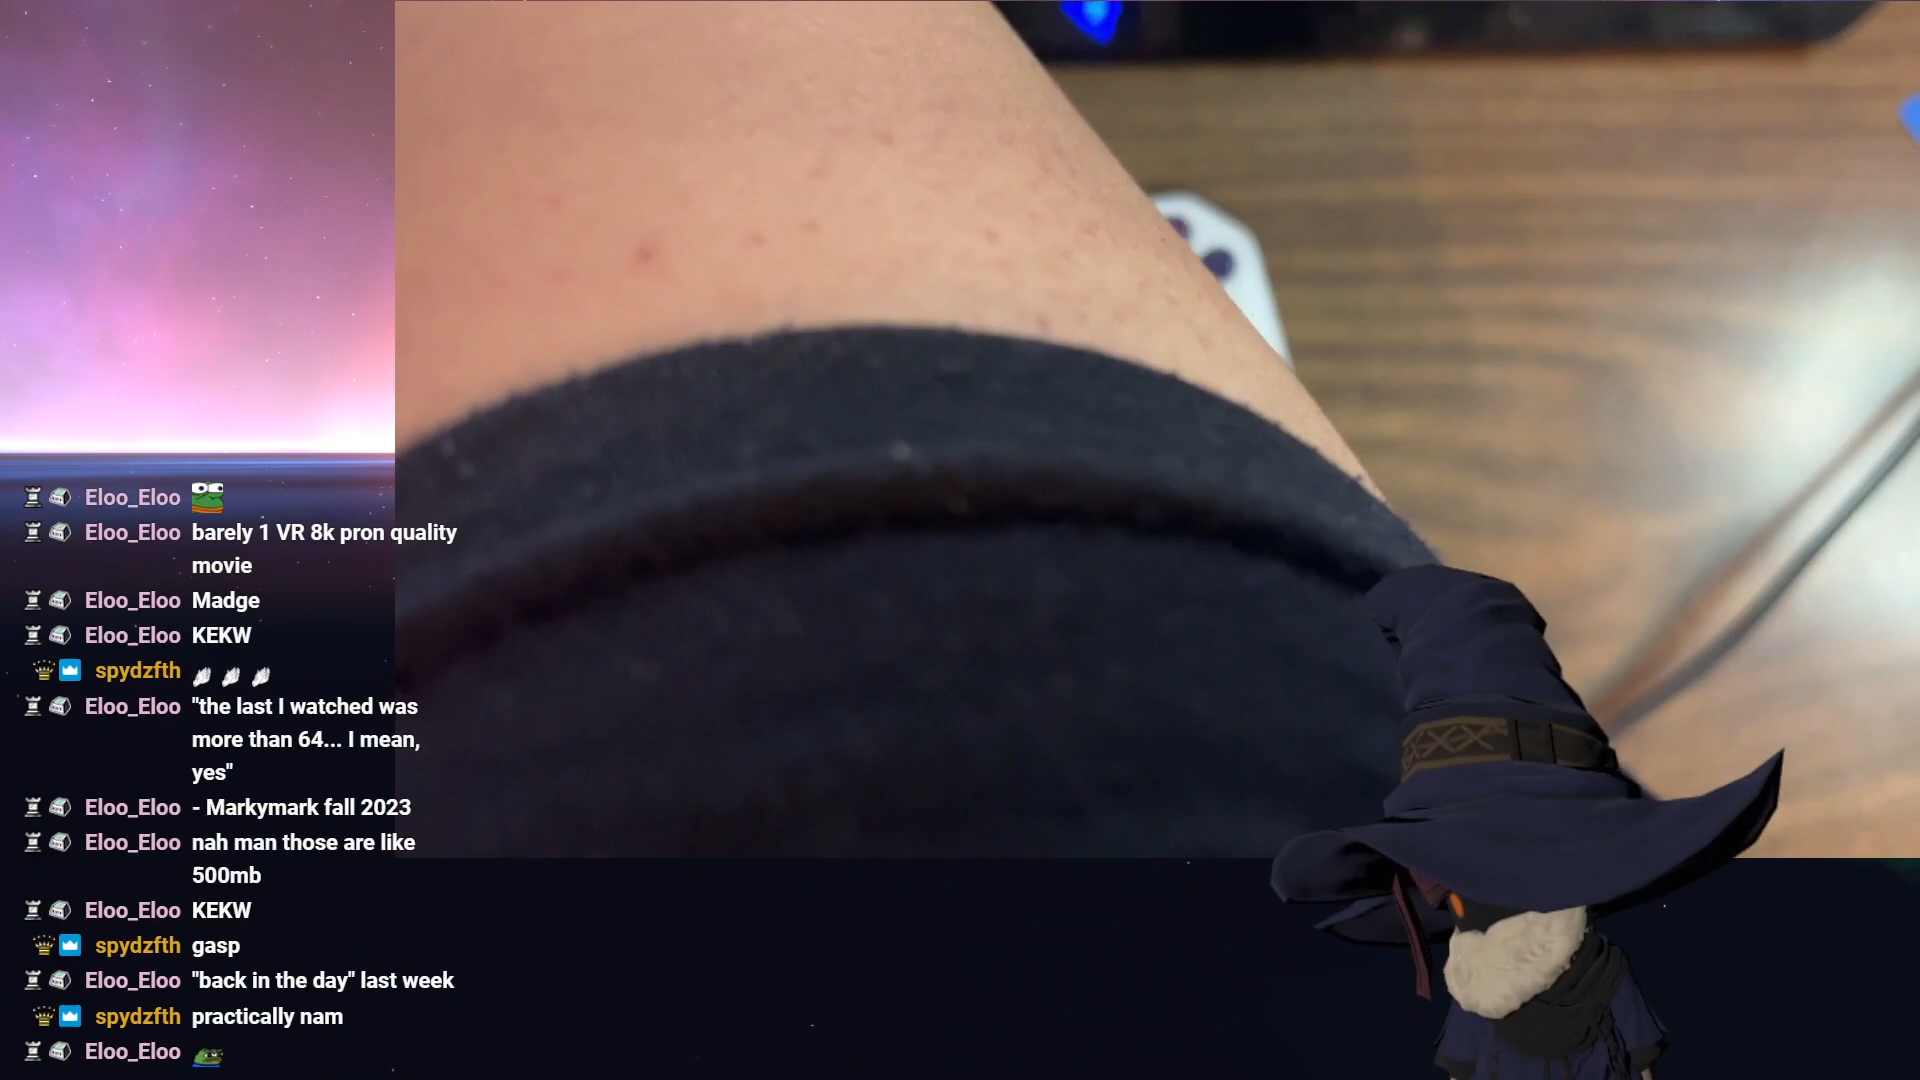 Eloo_Eloo
Eloo_Eloo barely 1 VR 8k pron quality
movie
Eloo_Eloo Madge
Eloo_Eloo KEKW
spydzfth
Eloo_Eloo "the last I watched was
more than 64... I mean,
yes"
Eloo_Eloo - Markymark fall 2023
Eloo_Eloo nah man those are like
500mb
Eloo_Eloo KEKW
spydzfth gasp
Eloo_Eloo "back in the day" last week
spydzfth practically nam
Eloo_Eloo